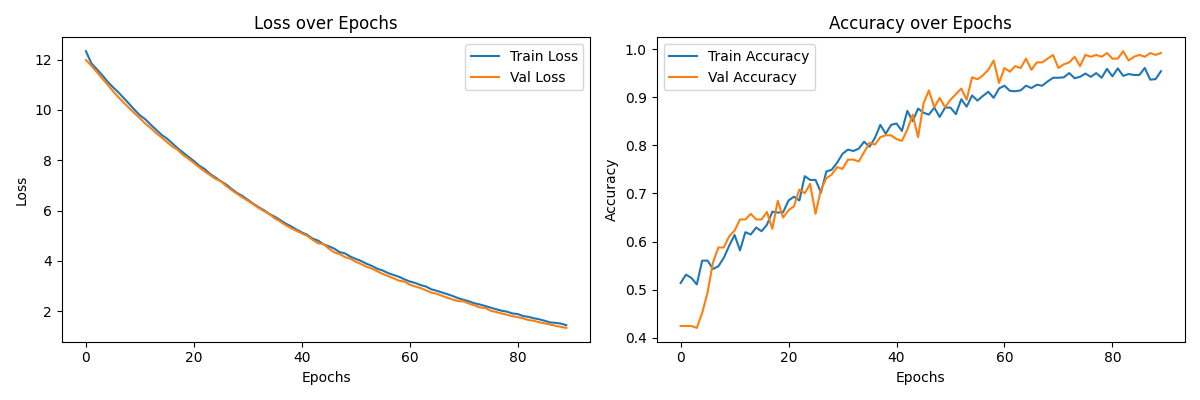 Loss over Epochs
Train Loss
Val Loss
12
10
8
6
4
2
Loss
0
20
40
60
80
Epochs
Accuracy over Epochs
Train Accuracy
Val Accuracy
1.0
0.9
0.8
0.7
0.6
0.5
0.4
Accuracy
0
20
40
60
80
Epochs